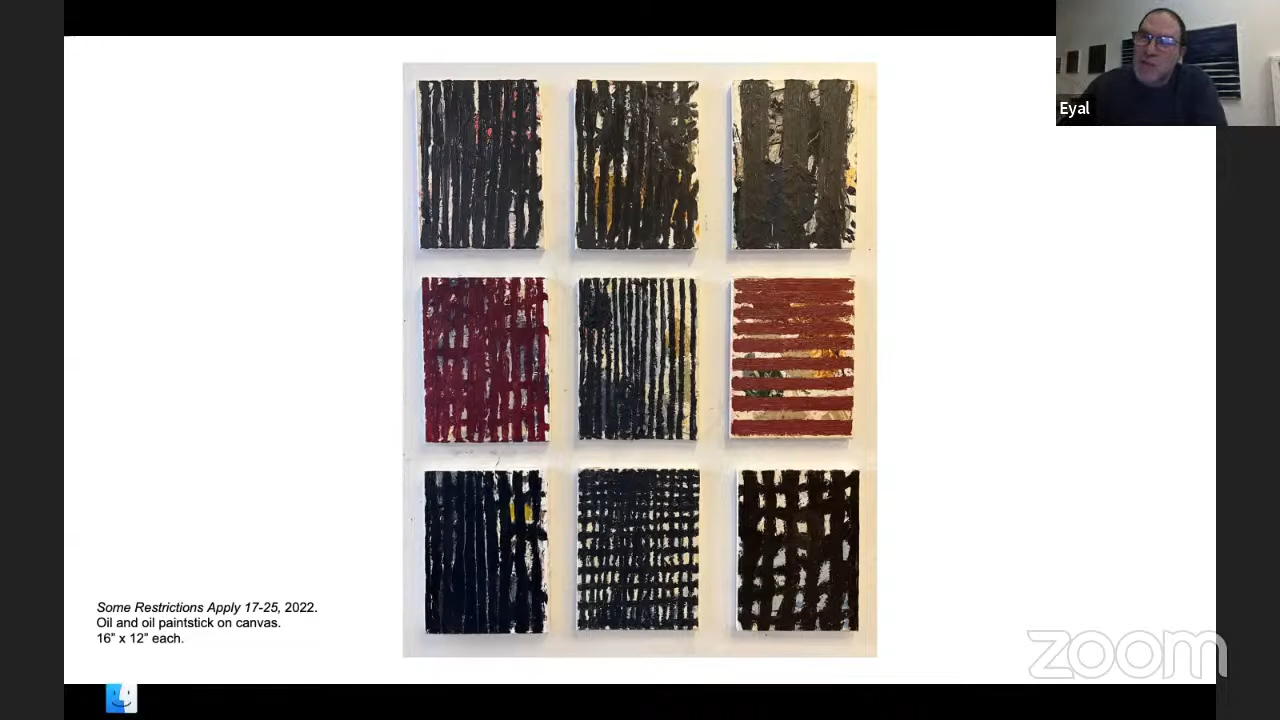 Eyal
Some Restrictions Apply 17-25, 2022.
Oil and oil paintstick on canvas.
16” x 12” each.
zoom